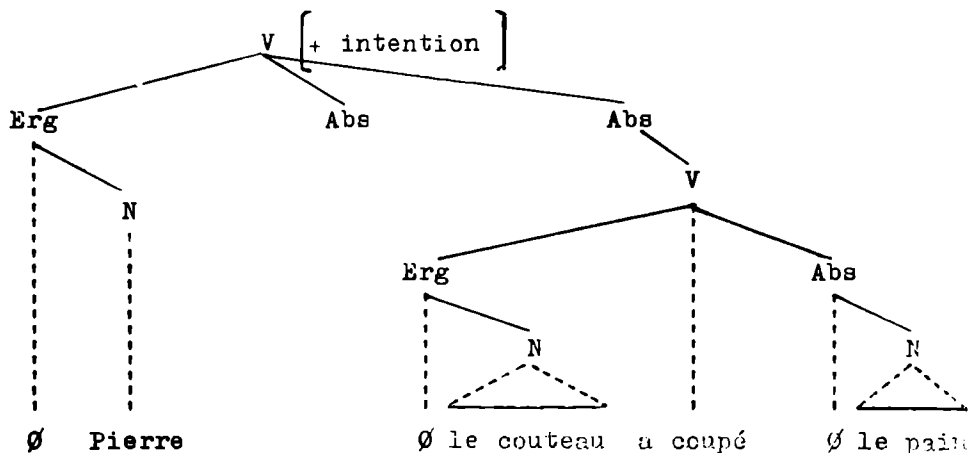 V [+ intention]
Erg Abs Abs
V
N
Erg Abs
N N
Ø Pierre Ø le couteau a coupé Ø le pain